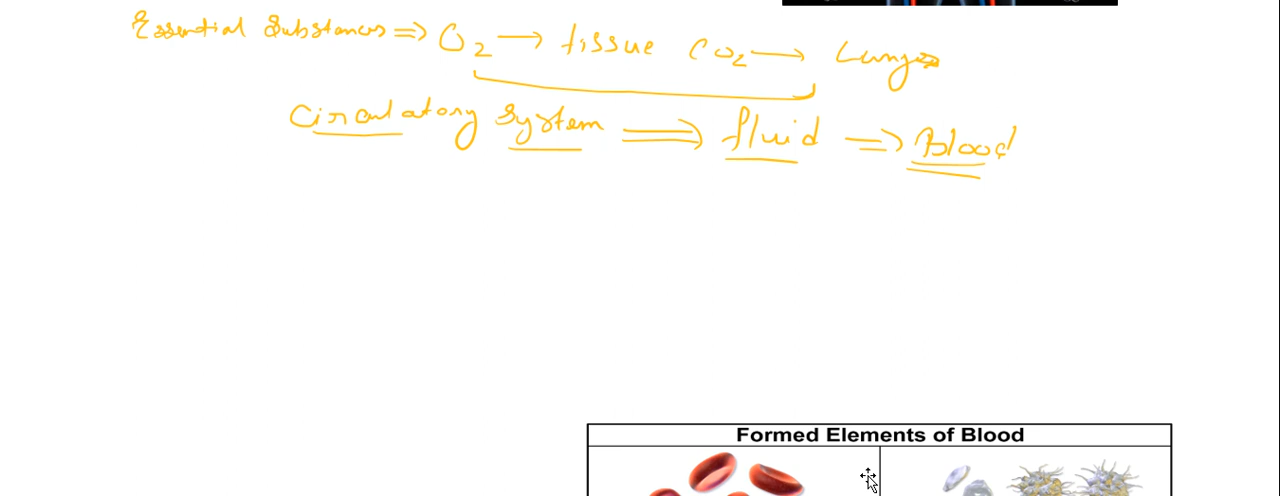 Essential Substances => O2 → tissue CO2 → Lungs
Circulatory System => fluid => Blood
Formed Elements of Blood